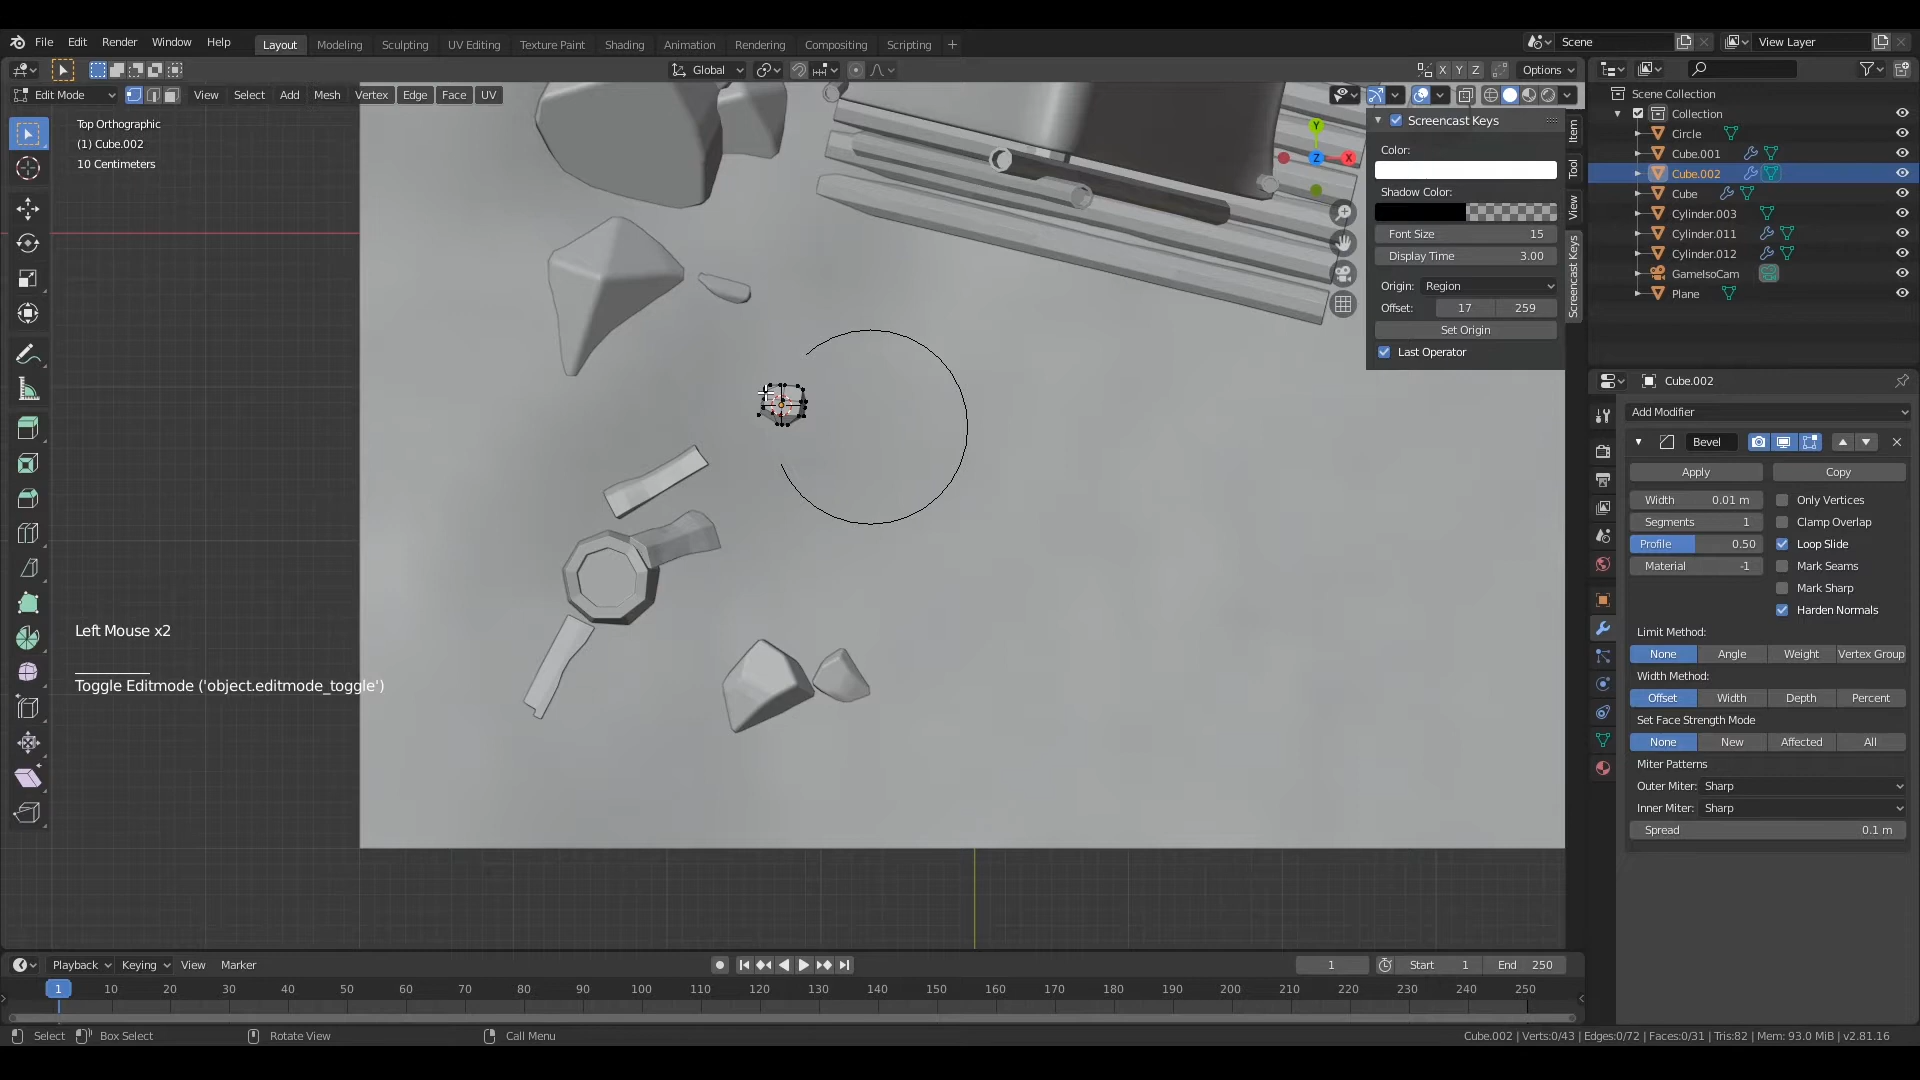 File Edit Render Window Help Layout Modeling Sculpting UV Editing Texture Paint Shading Animation Rendering Compositing Scripting + Scene View Layer
Global X Y Z Options
Edit Mode View Select Add Mesh Vertex Edge Face UV
Top Orthographic
(1) Cube.002
10 Centimeters
Y
Z X
Screencast Keys
Color:
Shadow Color:
Font Size 15
Display Time 3.00
Origin: Region
Offset: 17 259
Set Origin
Last Operator
Item
Tool
View
Screencast Keys
Scene Collection
Collection
Circle
Cube.001
Cube.002
Cube
Cylinder.003
Cylinder.011
Cylinder.012
GameIsoCam
Plane
Cube.002
Add Modifier
Bevel
Apply Copy
Width 0.01 m Only Vertices
Segments 1 Clamp Overlap
Profile 0.50 Loop Slide
Material -1 Mark Seams
Mark Sharp
Harden Normals
Limit Method:
None Angle Weight Vertex Group
Width Method:
Offset Width Depth Percent
Set Face Strength Mode
None New Affected All
Miter Patterns
Outer Miter: Sharp
Inner Miter: Sharp
Spread 0.1 m
Left Mouse x2
Toggle Editmode ('object.editmode_toggle')
Playback Keying View Marker 1 Start 1 End 250
1 10 20 30 40 50 60 70 80 90 100 110 120 130 140 150 160 170 180 190 200 210 220 230 240 250
Select Box Select Rotate View Call Menu Cube.002 | Verts:0/43 | Edges:0/72 | Faces:0/31 | Tris:82 | Mem: 93.0 MiB | v2.81.16